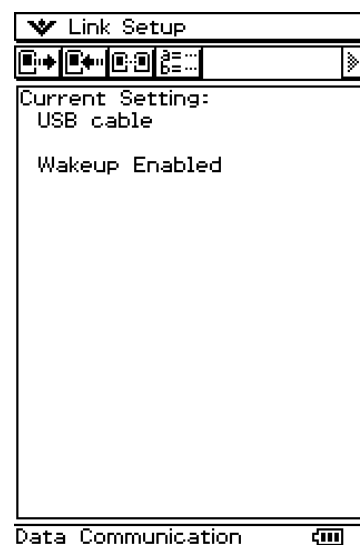 Link Setup
Current Setting:
USB cable
Wakeup Enabled
Data Communication